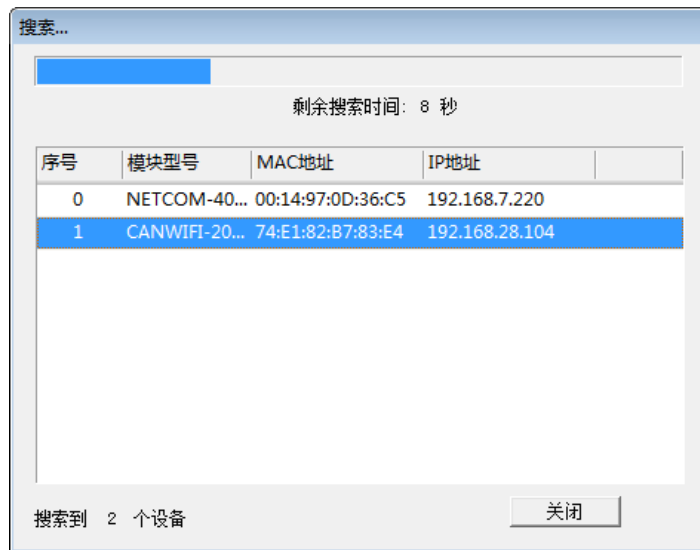 搜索...
剩余搜索时间: 8 秒
序号 模块型号 MAC地址 IP地址
0 NETCOM-40... 00:14:97:0D:36:C5 192.168.7.220
1 CANWIFI-20... 74:E1:82:B7:83:E4 192.168.28.104
搜索到 2 个设备
关闭